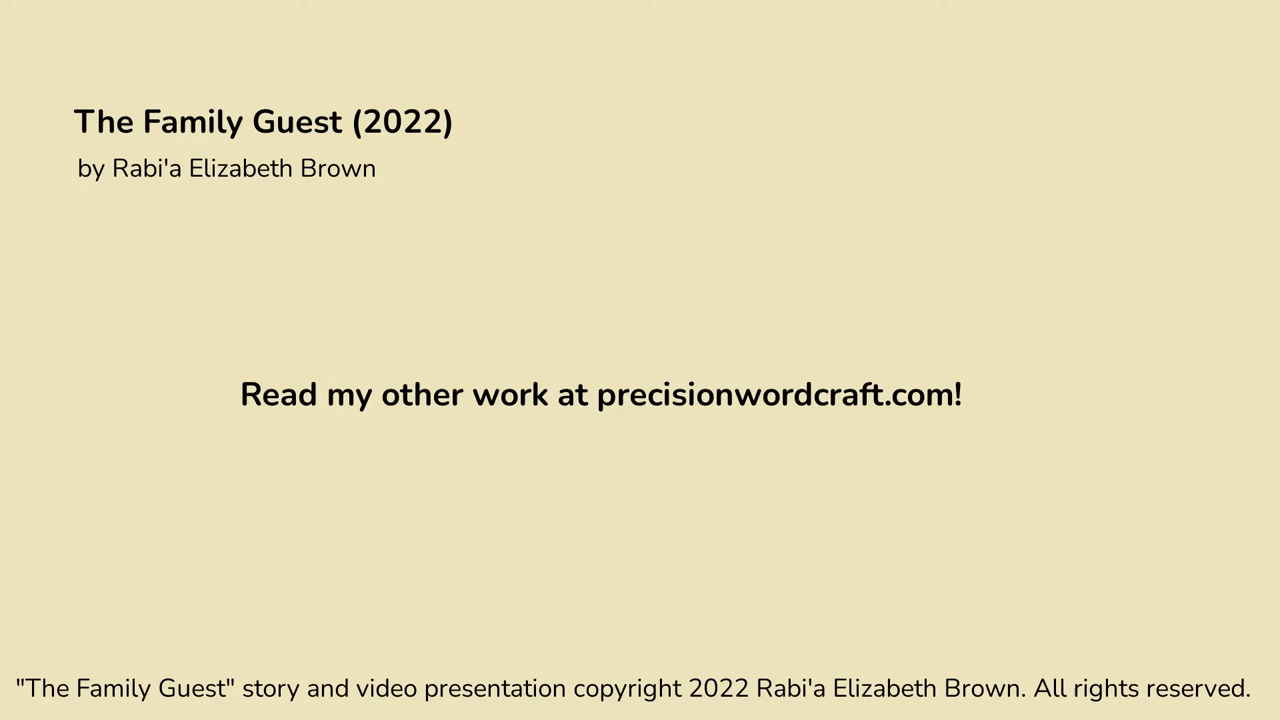 The Family Guest (2022)
by Rabi'a Elizabeth Brown
Read my other work at precisionwordcraft.com!
"The Family Guest" story and video presentation copyright 2022 Rabi'a Elizabeth Brown. All rights reserved.